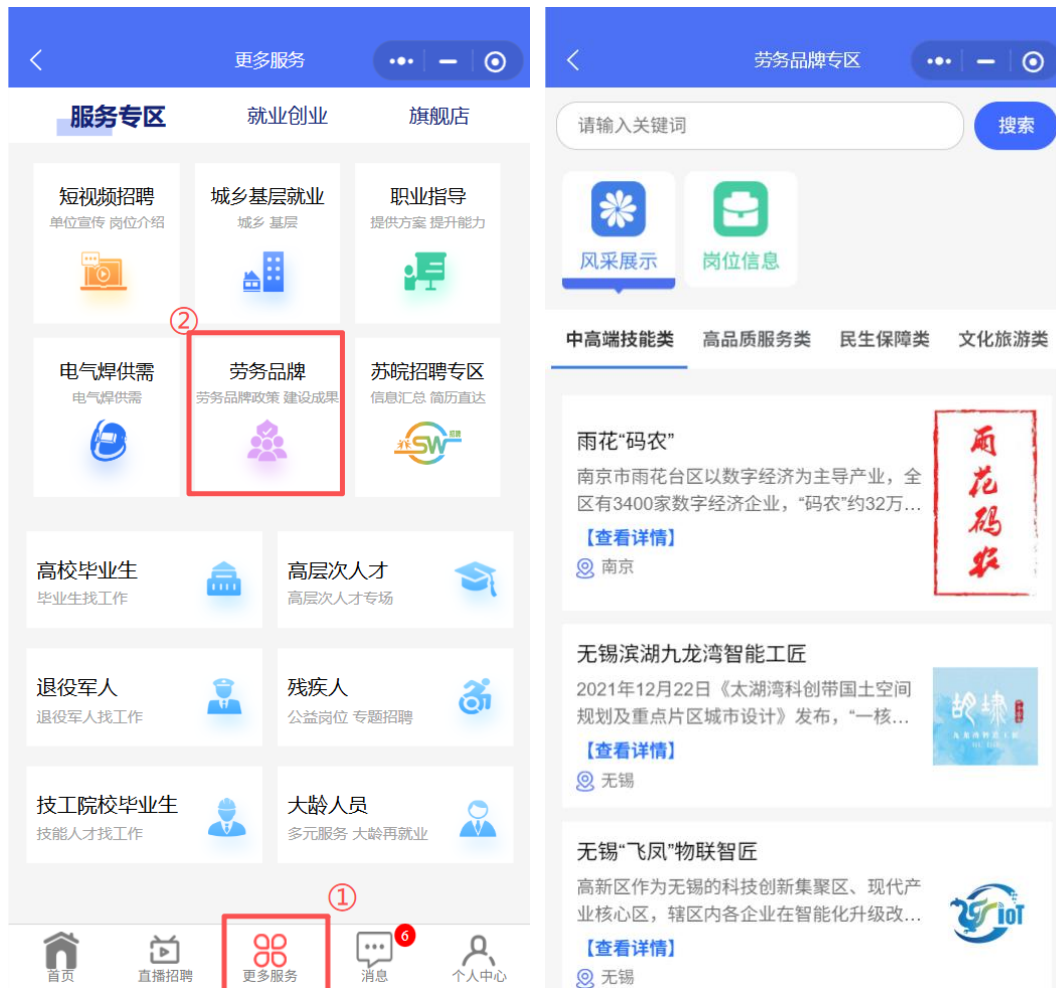 更多服务
服务专区
就业创业
旗舰店
短视频招聘
单位宣传 岗位介绍
城乡基层就业
城乡 基层
职业指导
提供方案 提升能力
②
电气焊供需
电气焊供需
劳务品牌
劳务品牌政策 建设成果
苏皖招聘专区
信息汇总 简历直达
SW
高校毕业生
毕业生找工作
高层次人才
高层次人才专场
退役军人
退役军人找工作
残疾人
公益岗位 专题招聘
技工院校毕业生
技能人才找工作
大龄人员
多元服务 大龄再就业
①
首页
直播招聘
更多服务
6
消息
个人中心
劳务品牌专区
请输入关键词
搜索
风采展示
岗位信息
中高端技能类
高品质服务类
民生保障类
文化旅游类
雨花“码农”
南京市雨花台区以数字经济为主导产业，全
区有3400家数字经济企业，“码农”约32万...
【查看详情】
南京
雨花码农
无锡滨湖九龙湾智能工匠
2021年12月22日《太湖湾科创带国土空间
规划及重点片区城市设计》发布，“一核...
【查看详情】
无锡
无锡“飞凤”物联智匠
高新区作为无锡的科技创新集聚区、现代产
业核心区，辖区内各企业在智能化升级改...
【查看详情】
无锡
IOT